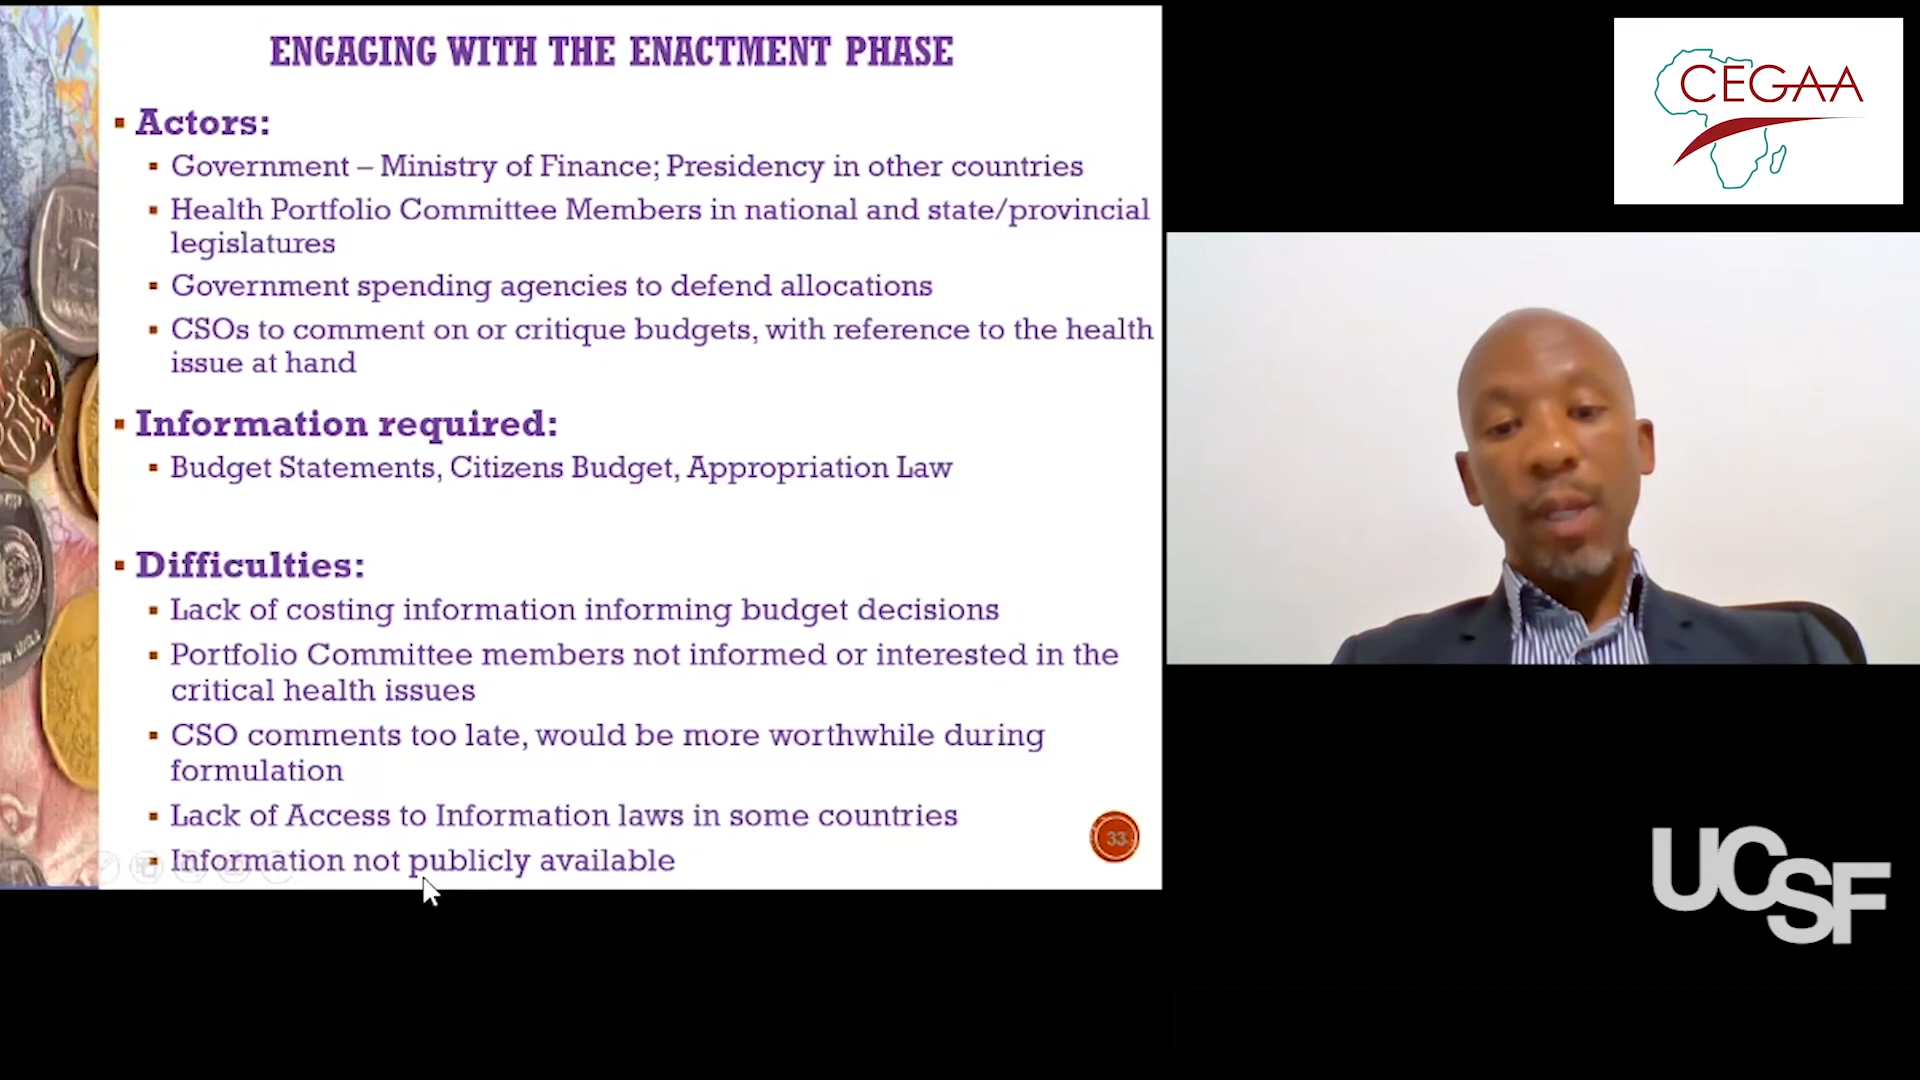 ENGAGING WITH THE ENACTMENT PHASE
Actors:
Government – Ministry of Finance; Presidency in other countries
Health Portfolio Committee Members in national and state/provincial
legislatures
Government spending agencies to defend allocations
CSOs to comment on or critique budgets, with reference to the health
issue at hand
Information required:
Budget Statements, Citizens Budget, Appropriation Law
Difficulties:
Lack of costing information informing budget decisions
Portfolio Committee members not informed or interested in the
critical health issues
CSO comments too late, would be more worthwhile during
formulation
Lack of Access to Information laws in some countries
Information not publicly available
33
CEGAA
UCSF